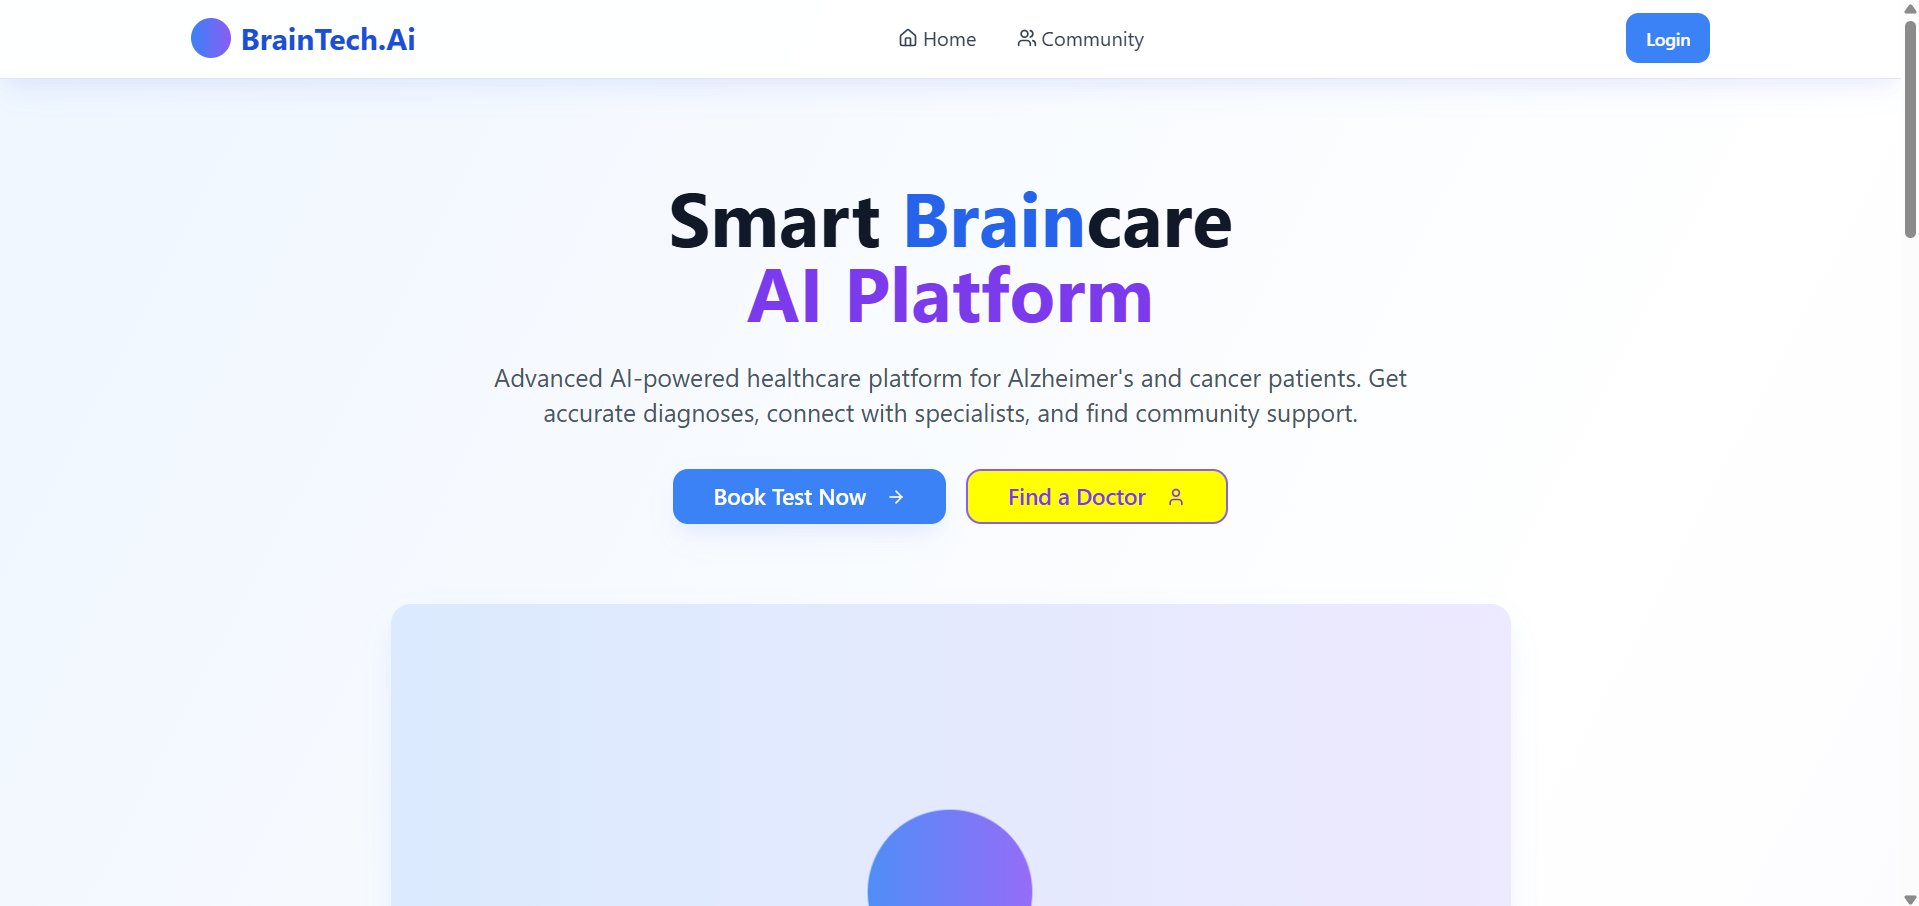 BrainTech.Ai
Home
Community
Login
Smart Braincare
AI Platform
Advanced AI-powered healthcare platform for Alzheimer's and cancer patients. Get
accurate diagnoses, connect with specialists, and find community support.
Book Test Now
Find a Doctor